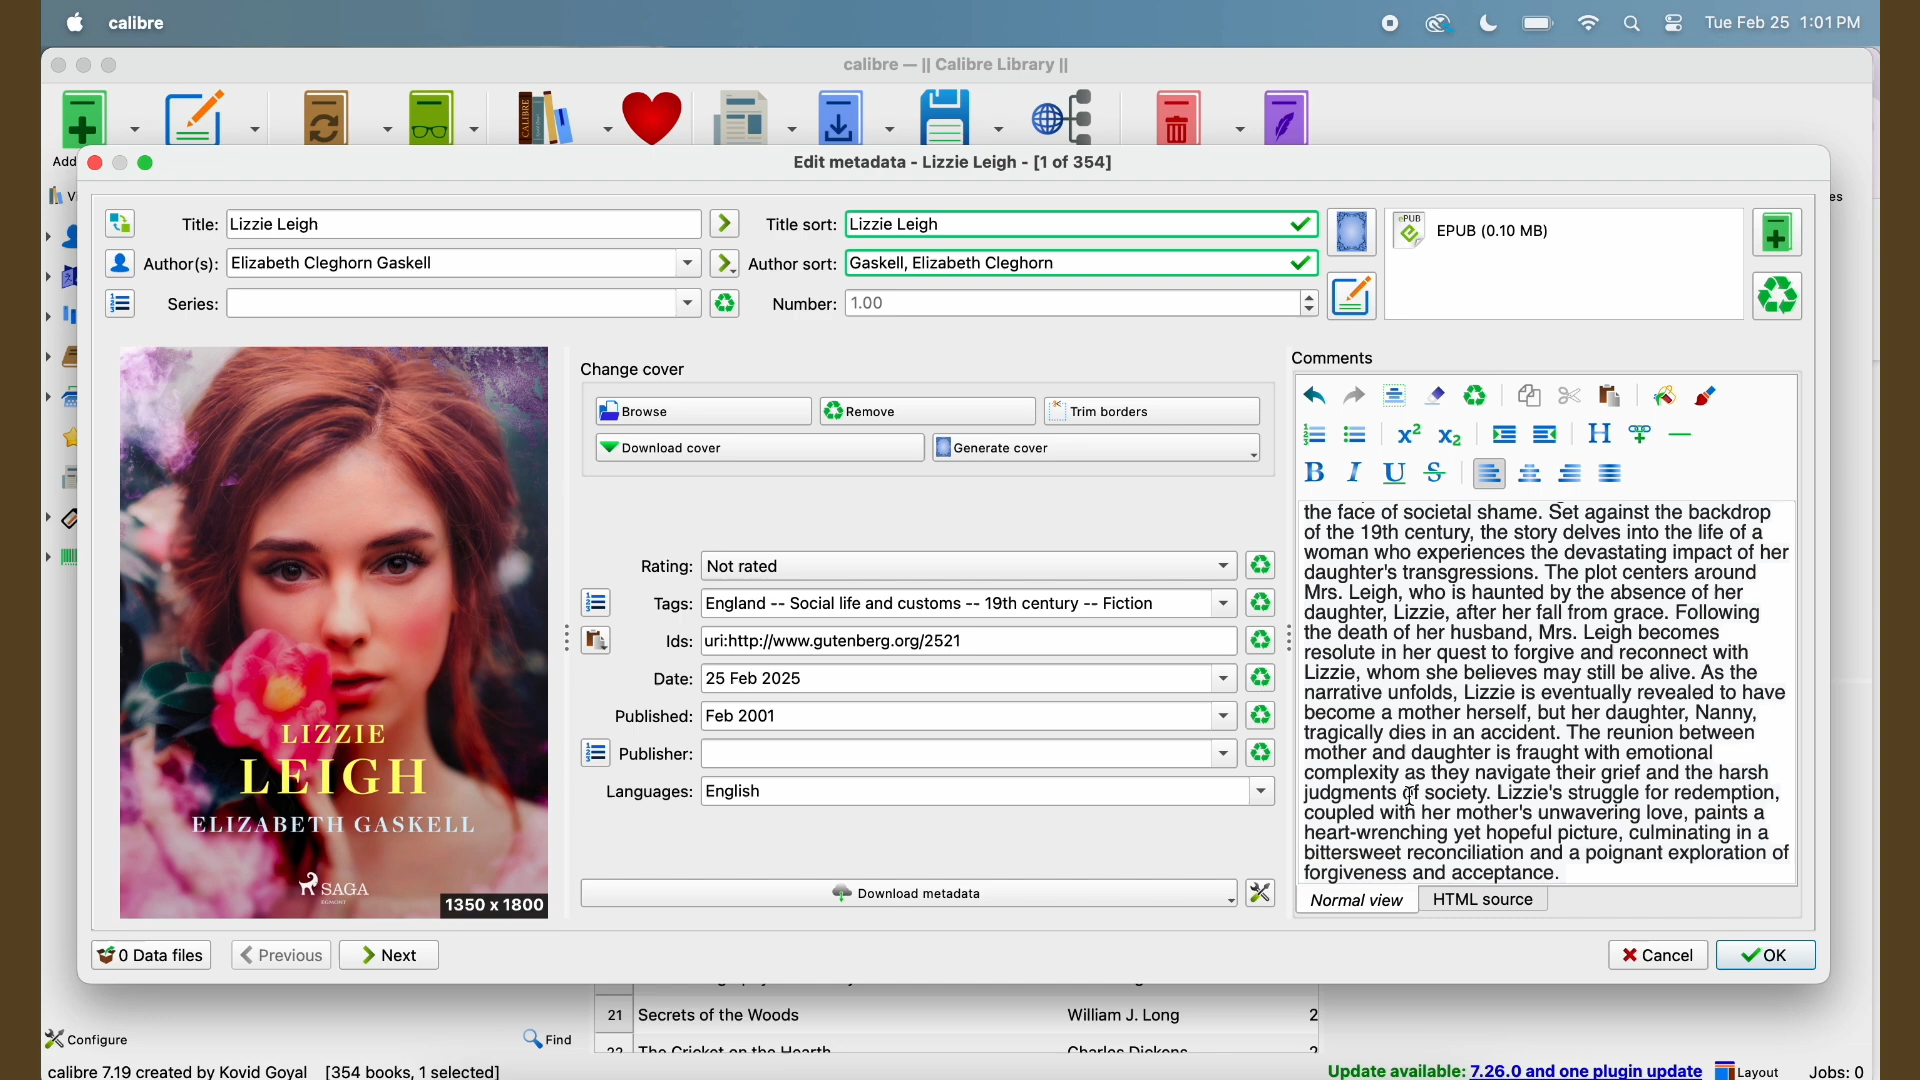 calibre
Tue Feb 25 1:01 PM
calibre — || Calibre Library ||
CALIBRE
Add
Edit metadata - Lizzie Leigh - [1 of 354]
Title: Lizzie Leigh
Title sort: Lizzie Leigh
Author(s): Elizabeth Cleghorn Gaskell
Author sort: Gaskell, Elizabeth Cleghorn
Series:
Number: 1.00
ePUB
EPUB (0.10 MB)
LIZZIE
LEIGH
ELIZABETH GASKELL
SAGA
EGMONT
1350 x 1800
Change cover
Browse
Remove
Trim borders
Download cover
Generate cover
Rating: Not rated
Tags: England -- Social life and customs -- 19th century -- Fiction
Ids: uri:http://www.gutenberg.org/2521
Date: 25 Feb 2025
Published: Feb 2001
Publisher:
Languages: English
Download metadata
Comments
the face of societal shame. Set against the backdrop
of the 19th century, the story delves into the life of a
woman who experiences the devastating impact of her
daughter's transgressions. The plot centers around
Mrs. Leigh, who is haunted by the absence of her
daughter, Lizzie, after her fall from grace. Following
the death of her husband, Mrs. Leigh becomes
resolute in her quest to forgive and reconnect with
Lizzie, whom she believes may still be alive. As the
narrative unfolds, Lizzie is eventually revealed to have
become a mother herself, but her daughter, Nanny,
tragically dies in an accident. The reunion between
mother and daughter is fraught with emotional
complexity as they navigate their grief and the harsh
judgments of society. Lizzie's struggle for redemption,
coupled with her mother's unwavering love, paints a
heart-wrenching yet hopeful picture, culminating in a
bittersweet reconciliation and a poignant exploration of
forgiveness and acceptance.
Normal view
HTML source
0 Data files
Previous
Next
Cancel
OK
21 Secrets of the Woods William J. Long 2
22 The Cricket on the Hearth Charles Dickens 2
Configure
Find
calibre 7.19 created by Kovid Goyal [354 books, 1 selected]
Update available: 7.26.0 and one plugin update
Layout
Jobs: 0